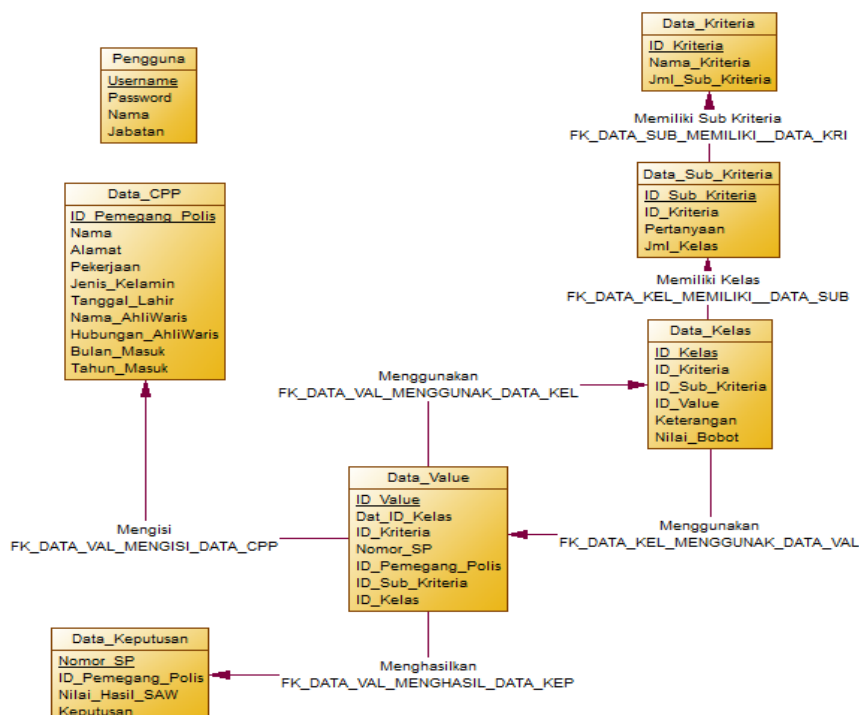 Pengguna
Username
Password
Nama
Jabatan
Data_CPP
ID_Pemegang_Polis
Nama
Alamat
Pekerjaan
Jenis_Kelamin
Tanggal_Lahir
Nama_AhliWaris
Hubungan_AhliWaris
Bulan_Masuk
Tahun_Masuk
Data_Kriteria
ID_Kriteria
Nama_Kriteria
Jml_Sub_Kriteria
Memiliki Sub Kriteria
FK_DATA_SUB_MEMILIKI__DATA_KRI
Data_Sub_Kriteria
ID_Sub_Kriteria
ID_Kriteria
Pertanyaan
Jml_Kelas
Memiliki Kelas
FK_DATA_KEL_MEMILIKI__DATA_SUB
Data_Kelas
ID_Kelas
ID_Kriteria
ID_Sub_Kriteria
ID_Value
Keterangan
Nilai_Bobot
Menggunakan
FK_DATA_VAL_MENGGUNAK_DATA_KEL
Data_Value
ID_Value
Dat_ID_Kelas
ID_Kriteria
Nomor_SP
ID_Pemegang_Polis
ID_Sub_Kriteria
ID_Kelas
Mengisi
FK_DATA_VAL_MENGISI_DATA_CPP
Menggunakan
FK_DATA_KEL_MENGGUNAK_DATA_VAL
Data_Keputusan
Nomor_SP
ID_Pemegang_Polis
Nilai_Hasil_SAW
Keputusan
Menghasilkan
FK_DATA_VAL_MENGHASIL_DATA_KEP